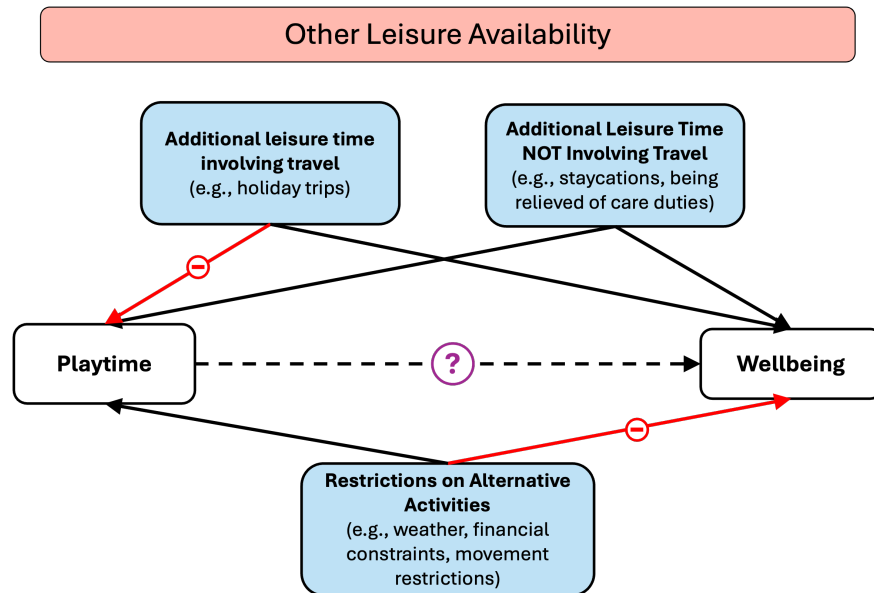 Other Leisure Availability
Additional leisure time
involving travel
(e.g., holiday trips)
Additional Leisure Time
NOT Involving Travel
(e.g., staycations, being
relieved of care duties)
Playtime
?
Wellbeing
Restrictions on Alternative
Activities
(e.g., weather, financial
constraints, movement
restrictions)